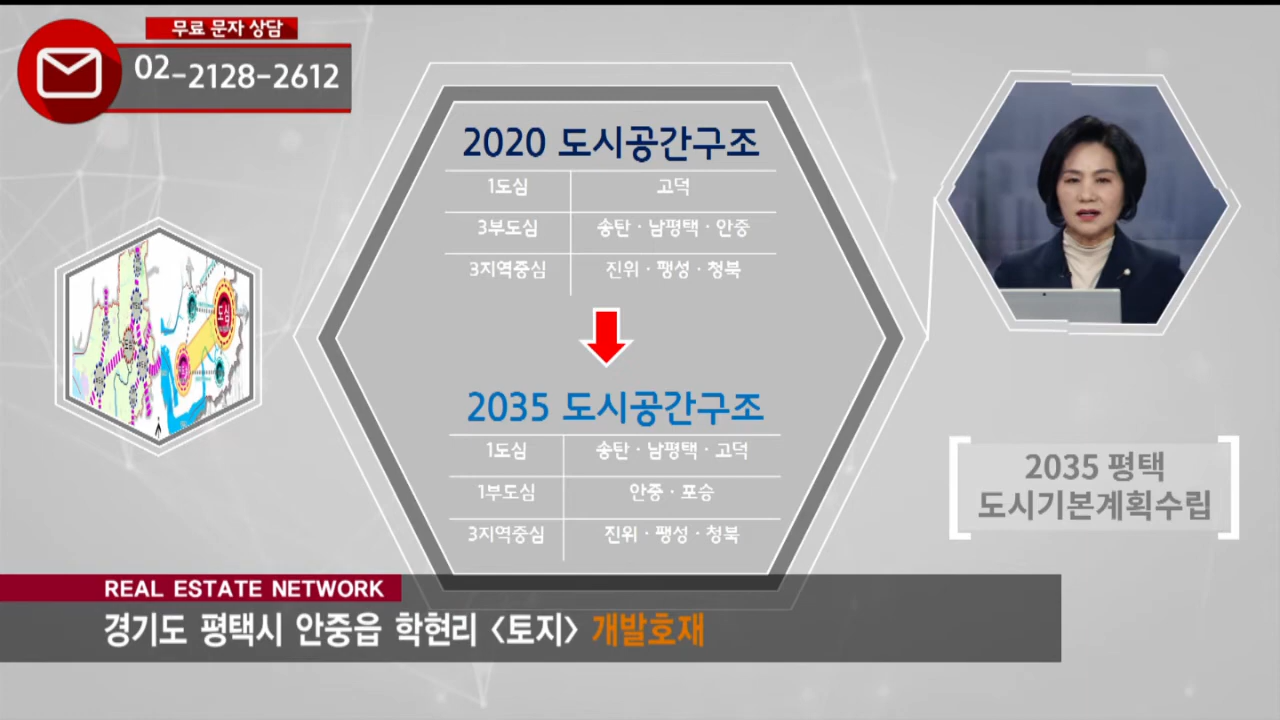 무료 문자 상담
02-2128-2612
2020 도시공간구조
1도심 고덕
3부도심 송탄 · 남평택 · 안중
3지역중심 진위 · 팽성 · 청북
도심
2035 도시공간구조
1도심 송탄 · 남평택 · 고덕
1부도심 안중 · 포승
3지역중심 진위 · 팽성 · 청북
2035 평택
도시기본계획수립
REAL ESTATE NETWORK
경기도 평택시 안중읍 학현리 <토지> 개발호재